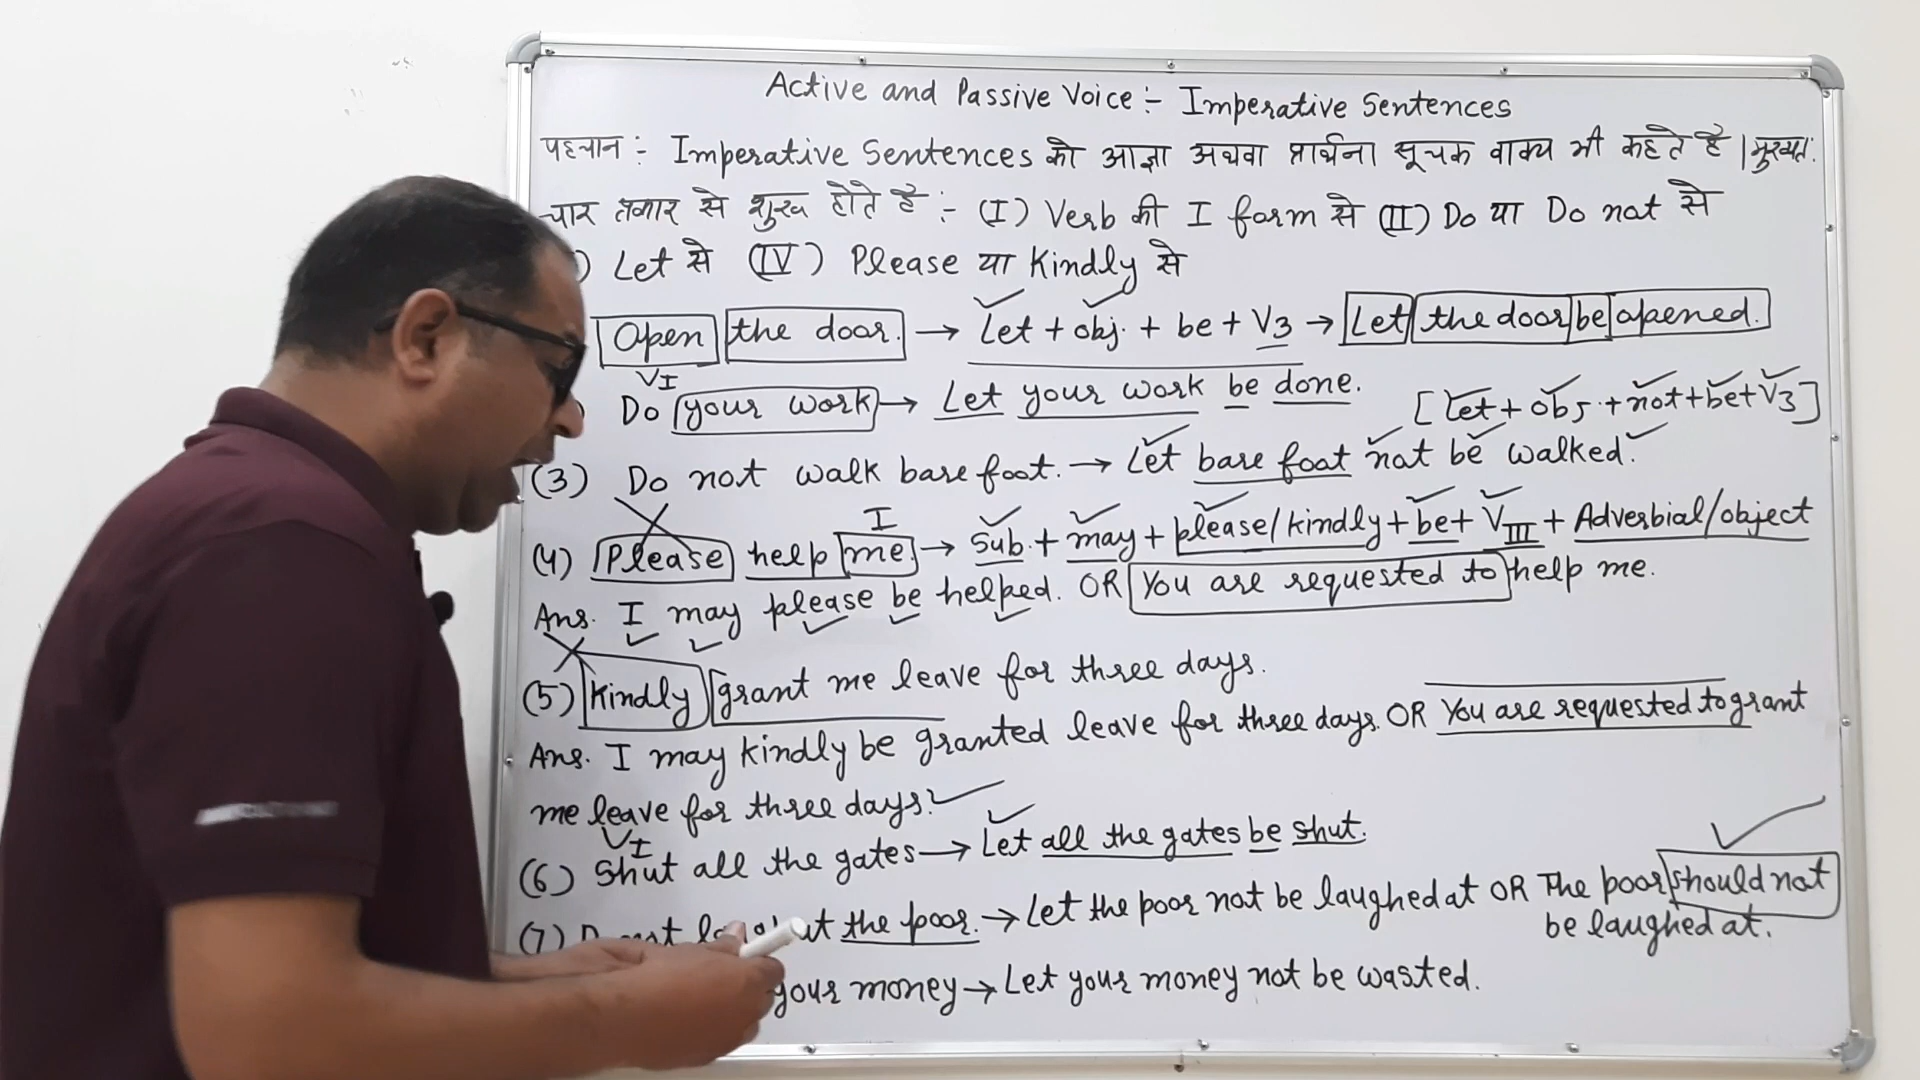 Active and Passive Voice :- Imperative Sentences
पहचान :- Imperative Sentences को आज्ञा अथवा प्रार्थना सूचक वाक्य भी कहते है | मुख्यत:
चार से शुरू होते है :- (I) Verb की I form से (II) Do या Do not से
) Let से (IV) Please या Kindly से
Open the door. → Let + obj. + be + V3 → Let the door be opened.
VI
) Do your work → Let your work be done. [Let + obj. + not + be + V3]
(3) Do not walk bare foot. → Let bare foot not be walked.
I
(4) Please help me → Sub. + may + please/kindly + be + VIII + Adverbial/object
Ans. I may please be helped. OR You are requested to help me.
(5) Kindly grant me leave for three days.
Ans. I may kindly be granted leave for three days. OR You are requested to grant
me leave for three days.
VI
(6) Shut all the gates → Let all the gates be shut.
(7) the poor. → Let the poor not be laughed at OR The poor should not
be laughed at.
your money → Let your money not be wasted.